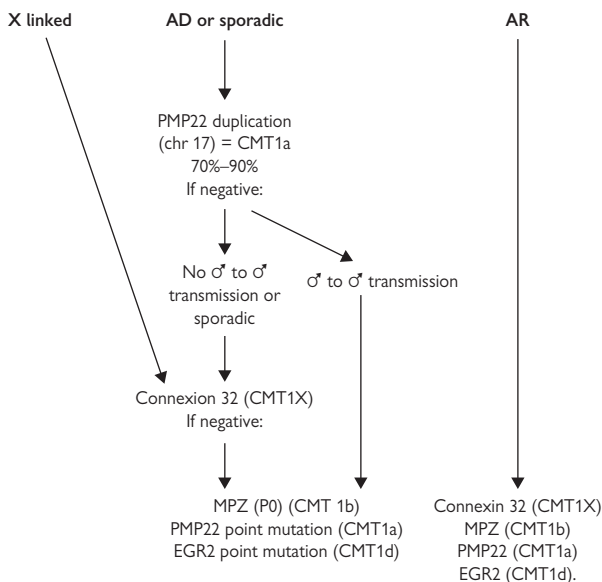 X linked
AD or sporadic
AR
PMP22 duplication
(chr 17) = CMT1a
70%–90%
If negative:
No ♂ to ♂
transmission or
sporadic
♂ to ♂ transmission
Connexion 32 (CMT1X)
If negative:
MPZ (P0) (CMT 1b)
PMP22 point mutation (CMT1a)
EGR2 point mutation (CMT1d)
Connexin 32 (CMT1X)
MPZ (CMT1b)
PMP22 (CMT1a)
EGR2 (CMT1d).